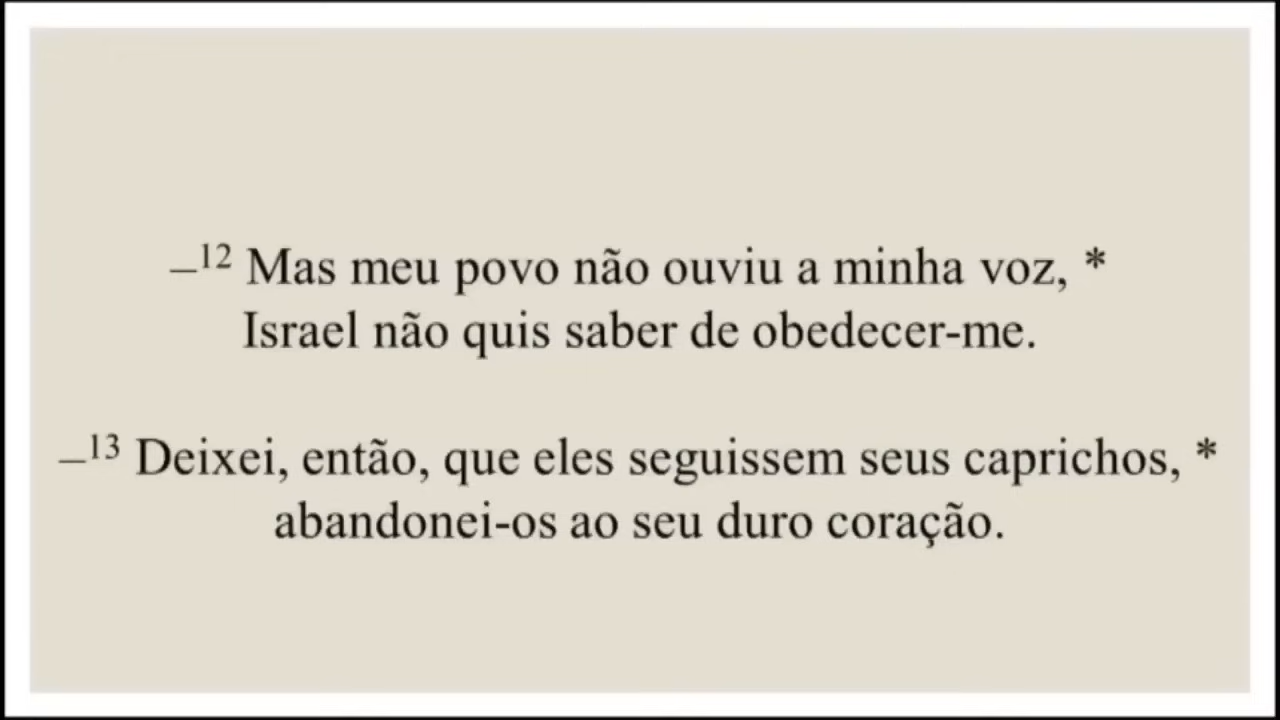 –¹² Mas meu povo não ouviu a minha voz, *
Israel não quis saber de obedecer-me.
–¹³ Deixei, então, que eles seguissem seus caprichos, *
abandonei-os ao seu duro coração.